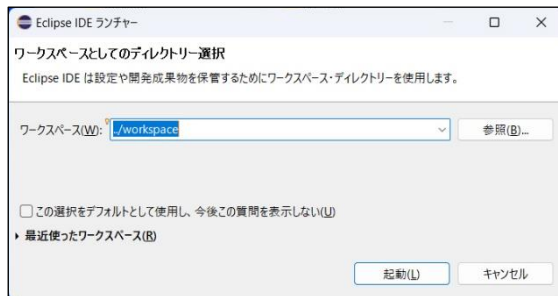 Eclipse IDE ランチャー
ワークスペースとしてのディレクトリー選択
Eclipse IDE は設定や開発成果物を保管するためにワークスペース・ディレクトリーを使用します。
ワークスペース(W): ../workspace 参照(B)...
この選択をデフォルトとして使用し、今後この質問を表示しない(U)
最近使ったワークスペース(R)
起動(L) キャンセル